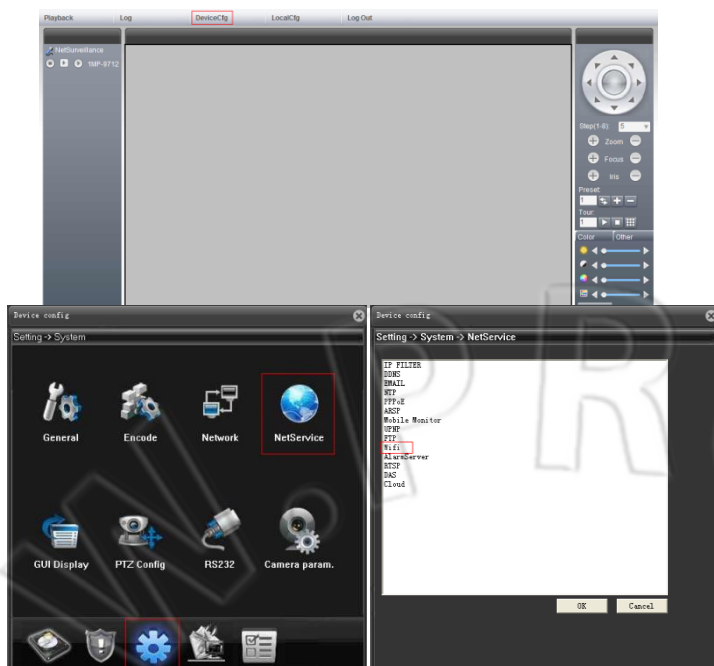 Playback Log DeviceCfg LocalCfg Log Out
NetSurveillance
1MP-9712
Step(1-8): 5
Zoom
Focus
Iris
Preset:
1
Tour:
1
Color Other
Device config
Setting -> System
General Encode Network NetService
GUI Display PTZ Config RS232 Camera param.
Device config
Setting -> System -> NetService
IP FILTER
DDNS
EMAIL
NTP
PPPoE
ARSP
Mobile Monitor
UPNP
FTP
Wifi
AlarmServer
RTSP
DAS
Cloud
OK Cancel